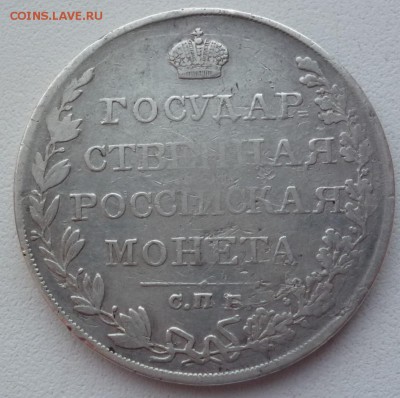 COINS.LAVE.RU
ГОСУДАР
СТВЕННАЯ
РОССІЙСКАЯ
МОНЕТА
С.П.Б.